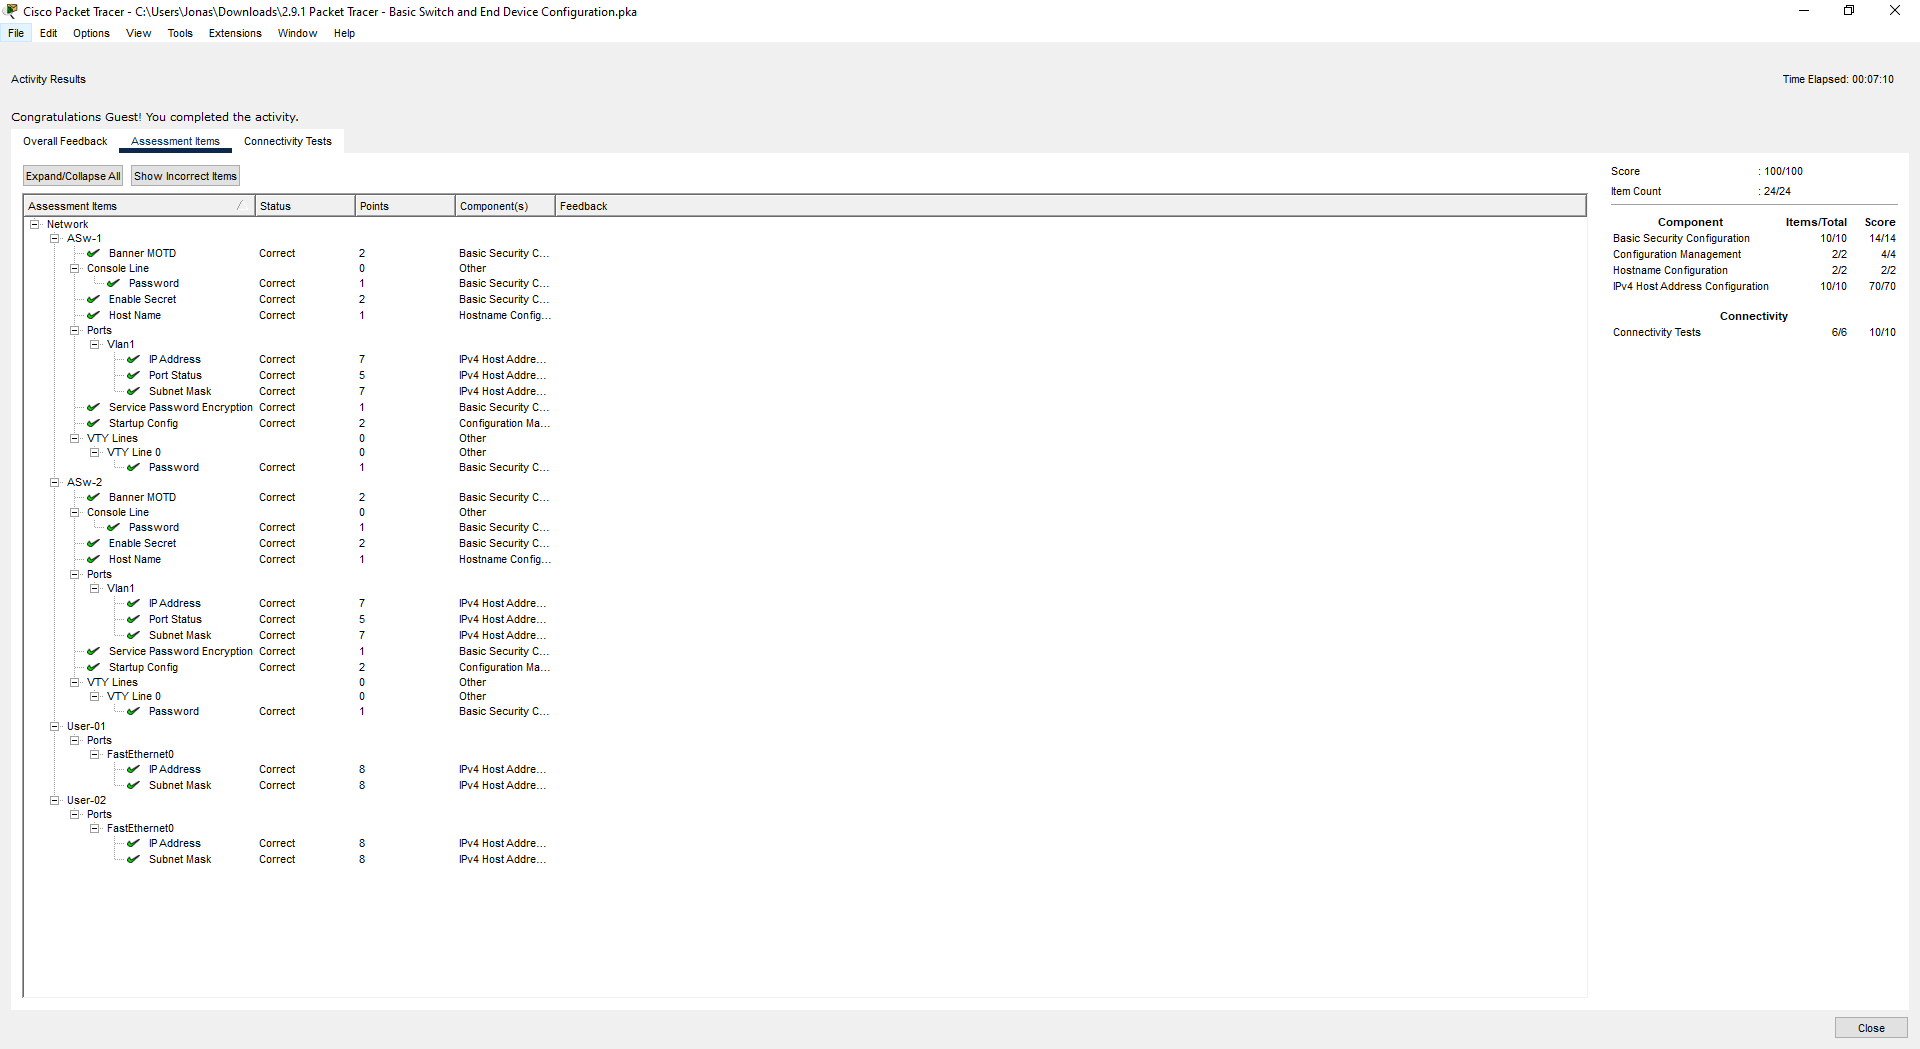 Cisco Packet Tracer - C:\Users\Jonas\Downloads\2.9.1 Packet Tracer - Basic Switch and End Device Configuration.pka
File Edit Options View Tools Extensions Window Help
Activity Results
Time Elapsed: 00:07:10
Congratulations Guest! You completed the activity.
Overall Feedback Assessment Items Connectivity Tests
Expand/Collapse All Show Incorrect Items
Assessment Items Status Points Component(s) Feedback
Network
ASw-1
Banner MOTD Correct 2 Basic Security C...
Console Line 0 Other
Password Correct 1 Basic Security C...
Enable Secret Correct 2 Basic Security C...
Host Name Correct 1 Hostname Config...
Ports
Vlan1
IP Address Correct 7 IPv4 Host Addre...
Port Status Correct 5 IPv4 Host Addre...
Subnet Mask Correct 7 IPv4 Host Addre...
Service Password Encryption Correct 1 Basic Security C...
Startup Config Correct 2 Configuration Ma...
VTY Lines 0 Other
VTY Line 0 0 Other
Password Correct 1 Basic Security C...
ASw-2
Banner MOTD Correct 2 Basic Security C...
Console Line 0 Other
Password Correct 1 Basic Security C...
Enable Secret Correct 2 Basic Security C...
Host Name Correct 1 Hostname Config...
Ports
Vlan1
IP Address Correct 7 IPv4 Host Addre...
Port Status Correct 5 IPv4 Host Addre...
Subnet Mask Correct 7 IPv4 Host Addre...
Service Password Encryption Correct 1 Basic Security C...
Startup Config Correct 2 Configuration Ma...
VTY Lines 0 Other
VTY Line 0 0 Other
Password Correct 1 Basic Security C...
User-01
Ports
FastEthernet0
IP Address Correct 8 IPv4 Host Addre...
Subnet Mask Correct 8 IPv4 Host Addre...
User-02
Ports
FastEthernet0
IP Address Correct 8 IPv4 Host Addre...
Subnet Mask Correct 8 IPv4 Host Addre...
Score : 100/100
Item Count : 24/24
Component Items/Total Score
Basic Security Configuration 10/10 14/14
Configuration Management 2/2 4/4
Hostname Configuration 2/2 2/2
IPv4 Host Address Configuration 10/10 70/70
Connectivity
Connectivity Tests 6/6 10/10
Close